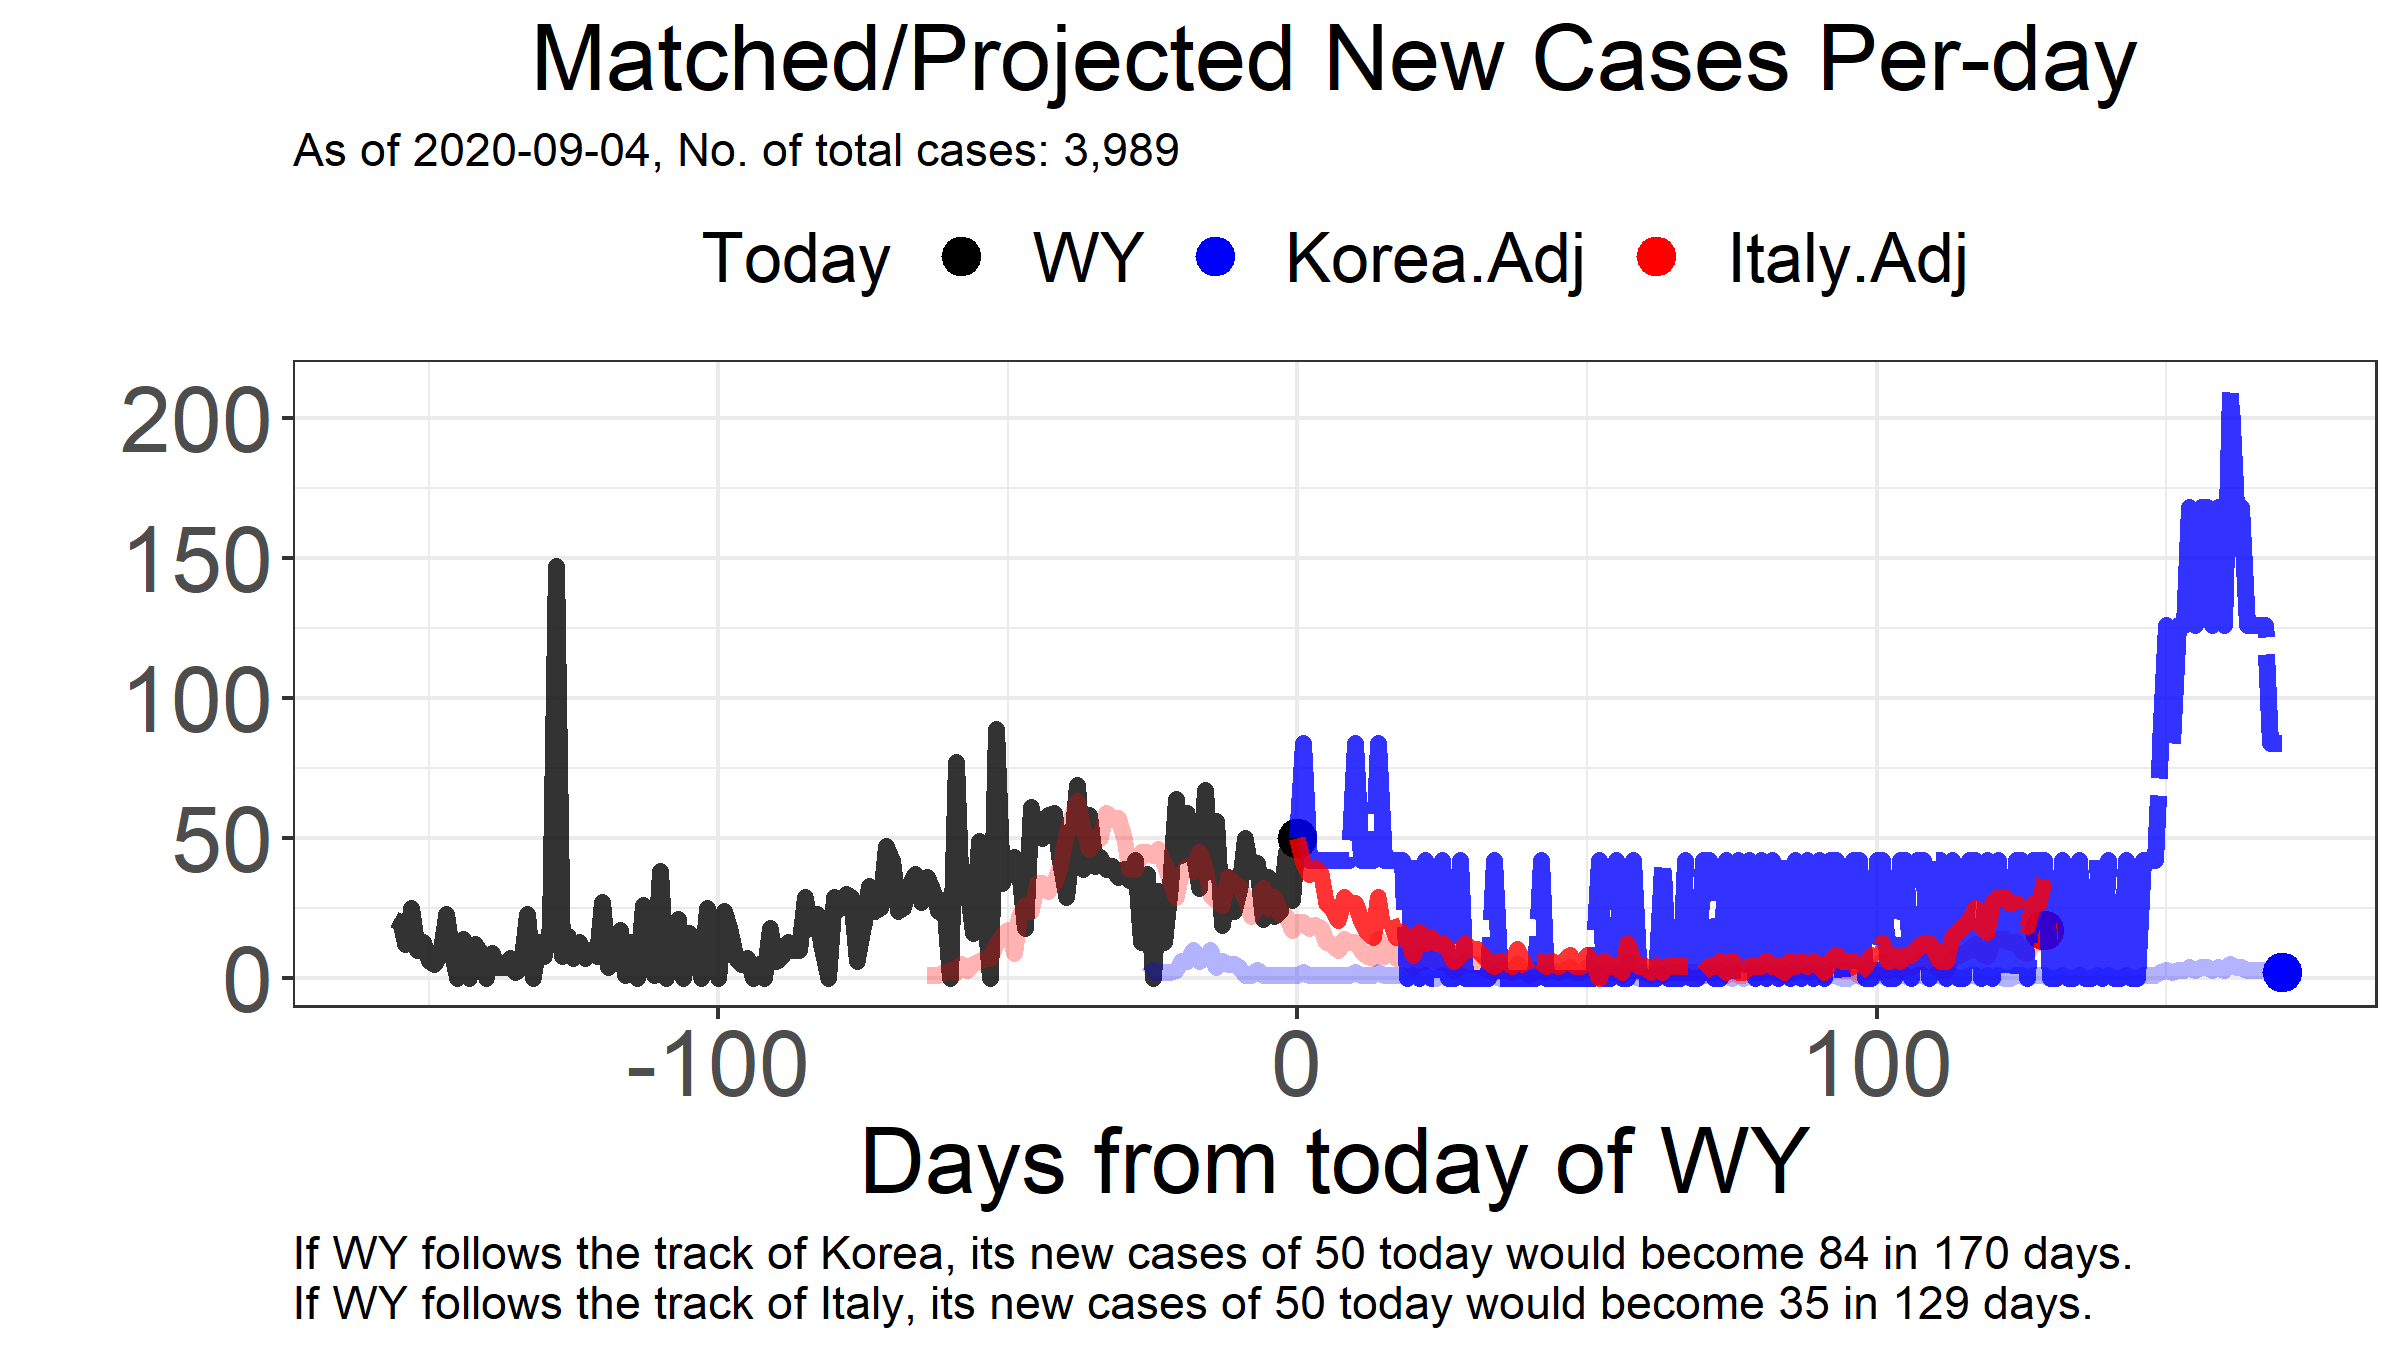 Matched/Projected New Cases Per-day
As of 2020-09-04, No. of total cases: 3,989
Today WY Korea.Adj Italy.Adj
200
150
100
50
0
-100 0 100
Days from today of WY
If WY follows the track of Korea, its new cases of 50 today would become 84 in 170 days.
If WY follows the track of Italy, its new cases of 50 today would become 35 in 129 days.